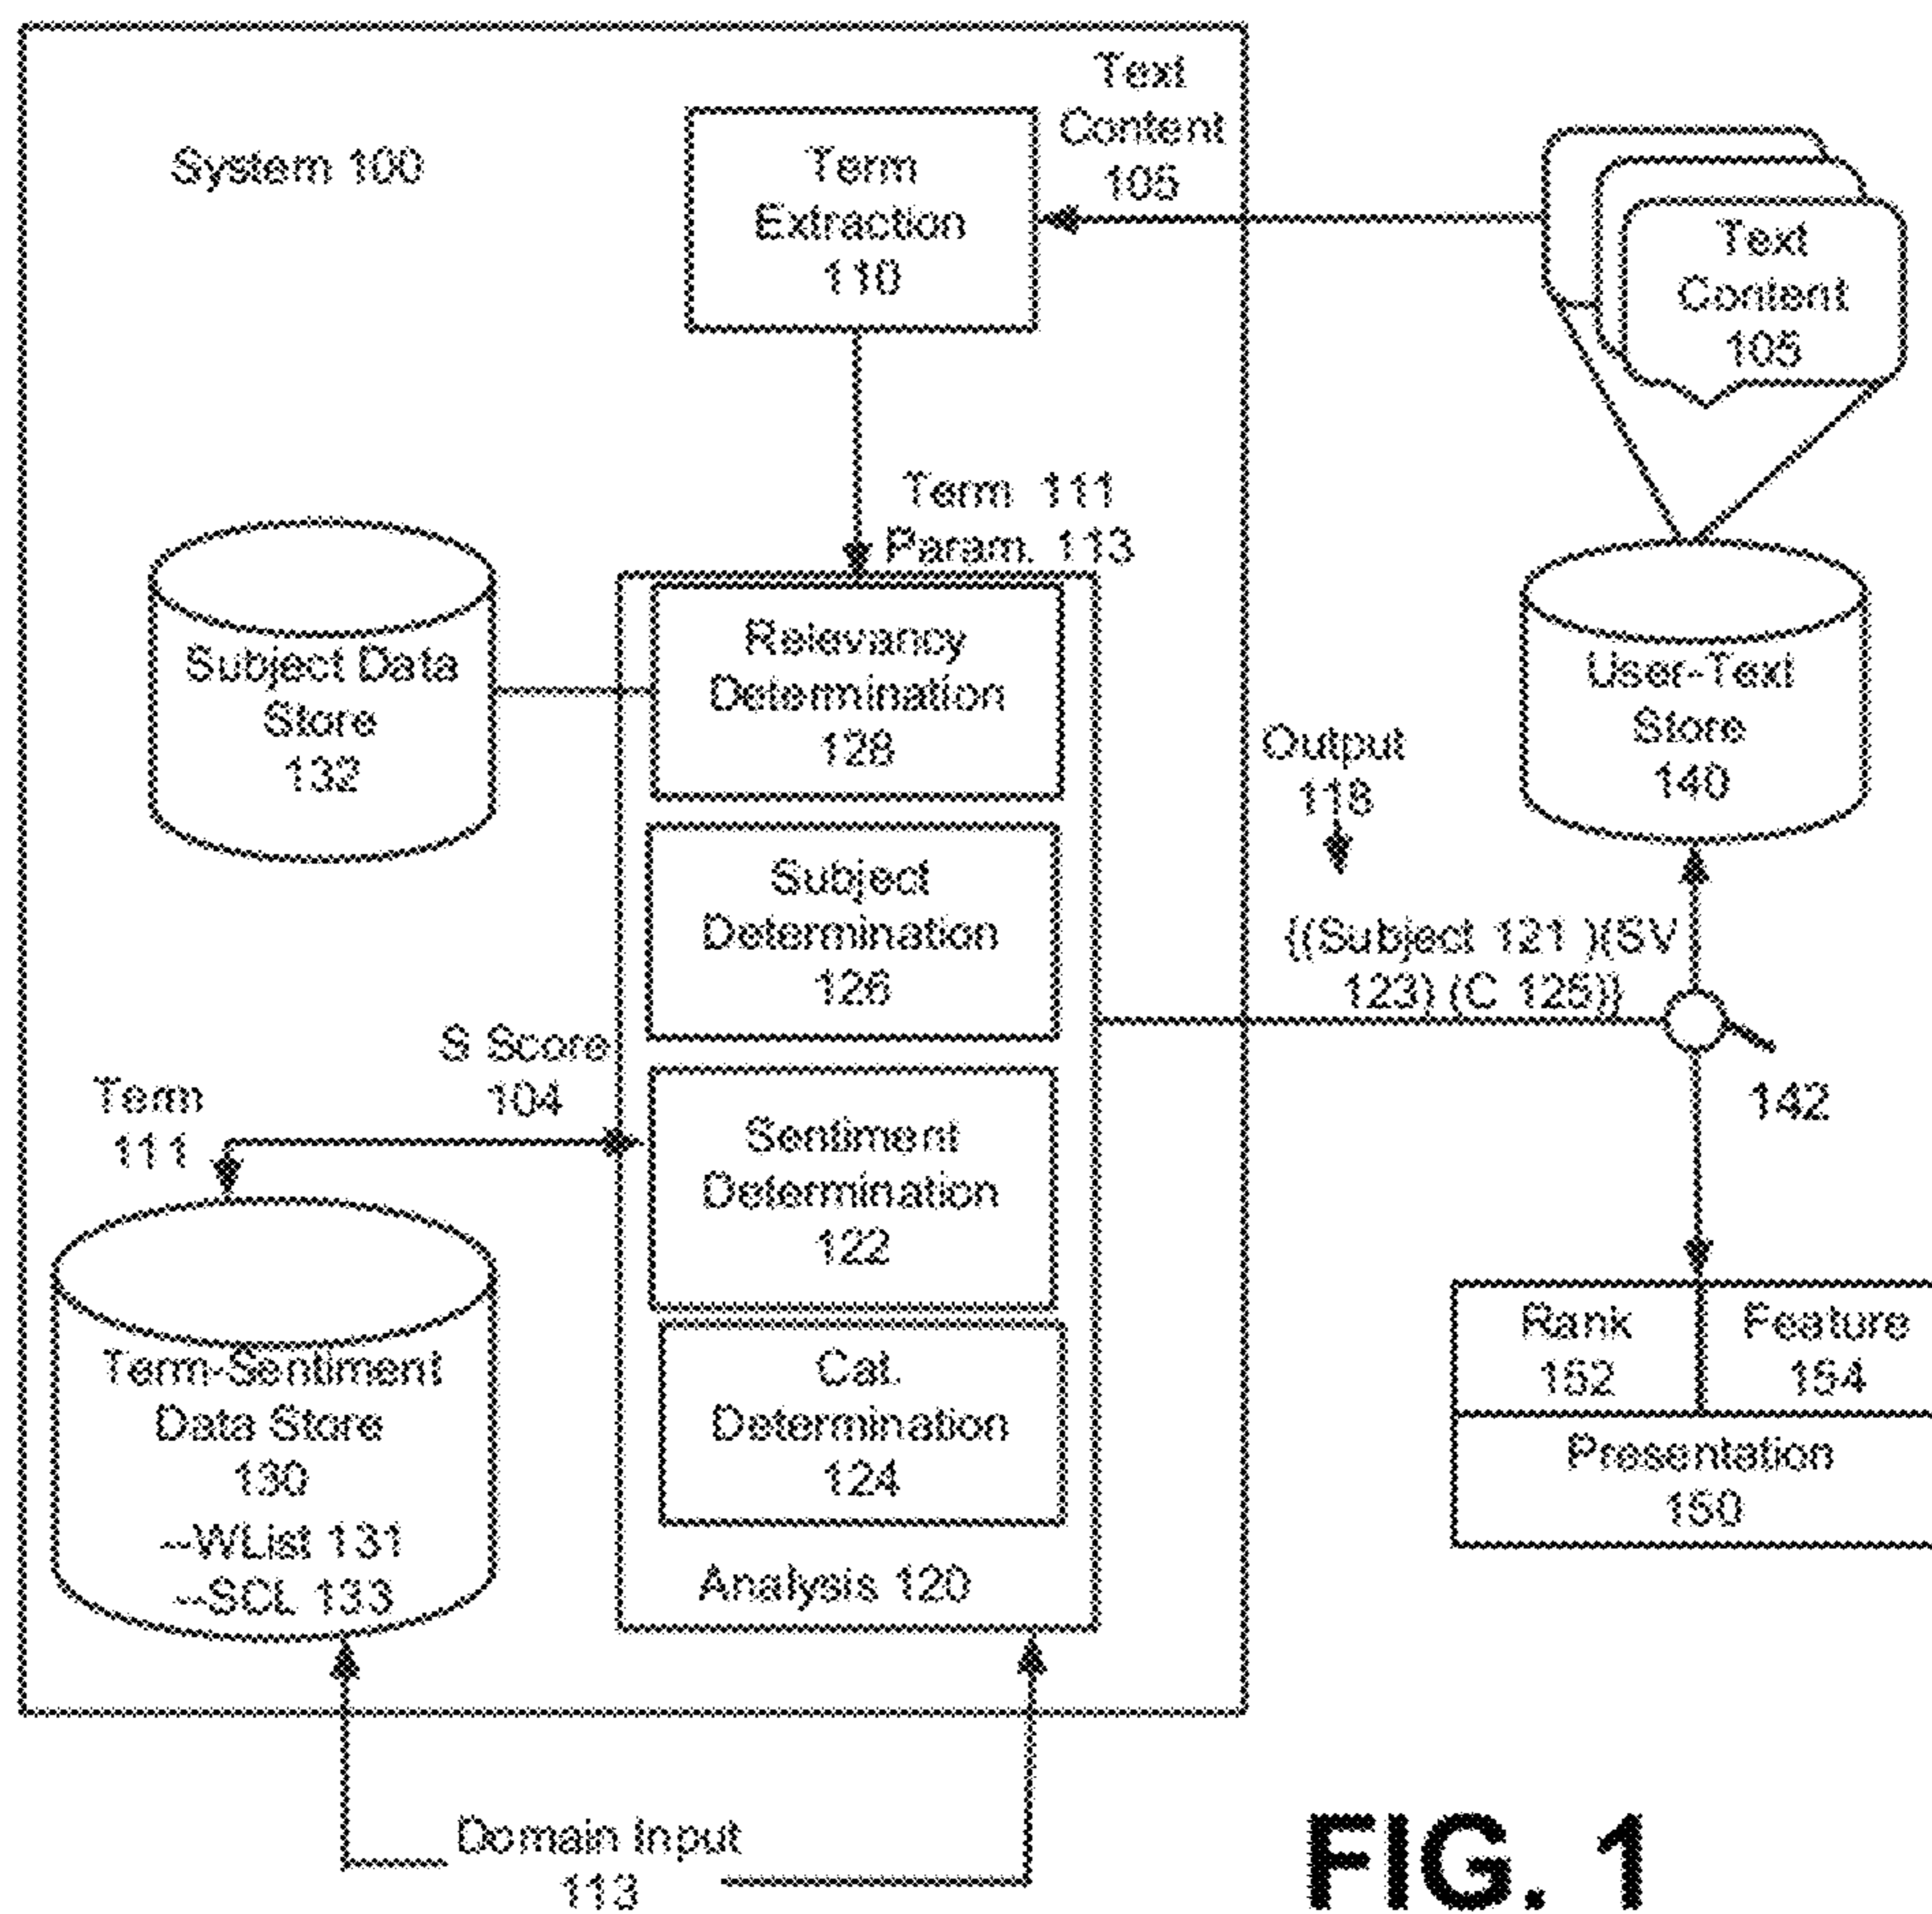 System 100
Term
Extraction
110
Text
Content
105
Text
Content
105
Term 111
Param. 113
Subject Data
Store
132
Relevancy
Determination
128
Output
118
User-Text
Store
140
Subject
Determination
126
{(Subject 121 )(SV
123) (C 125)}
S Score
104
Term
111
142
Sentiment
Determination
122
Term-Sentiment
Data Store
130
--WList 131
--SCL 133
Cat.
Determination
124
Analysis 120
Rank
152
Feature
154
Presentation
150
Domain Input
113
FIG. 1